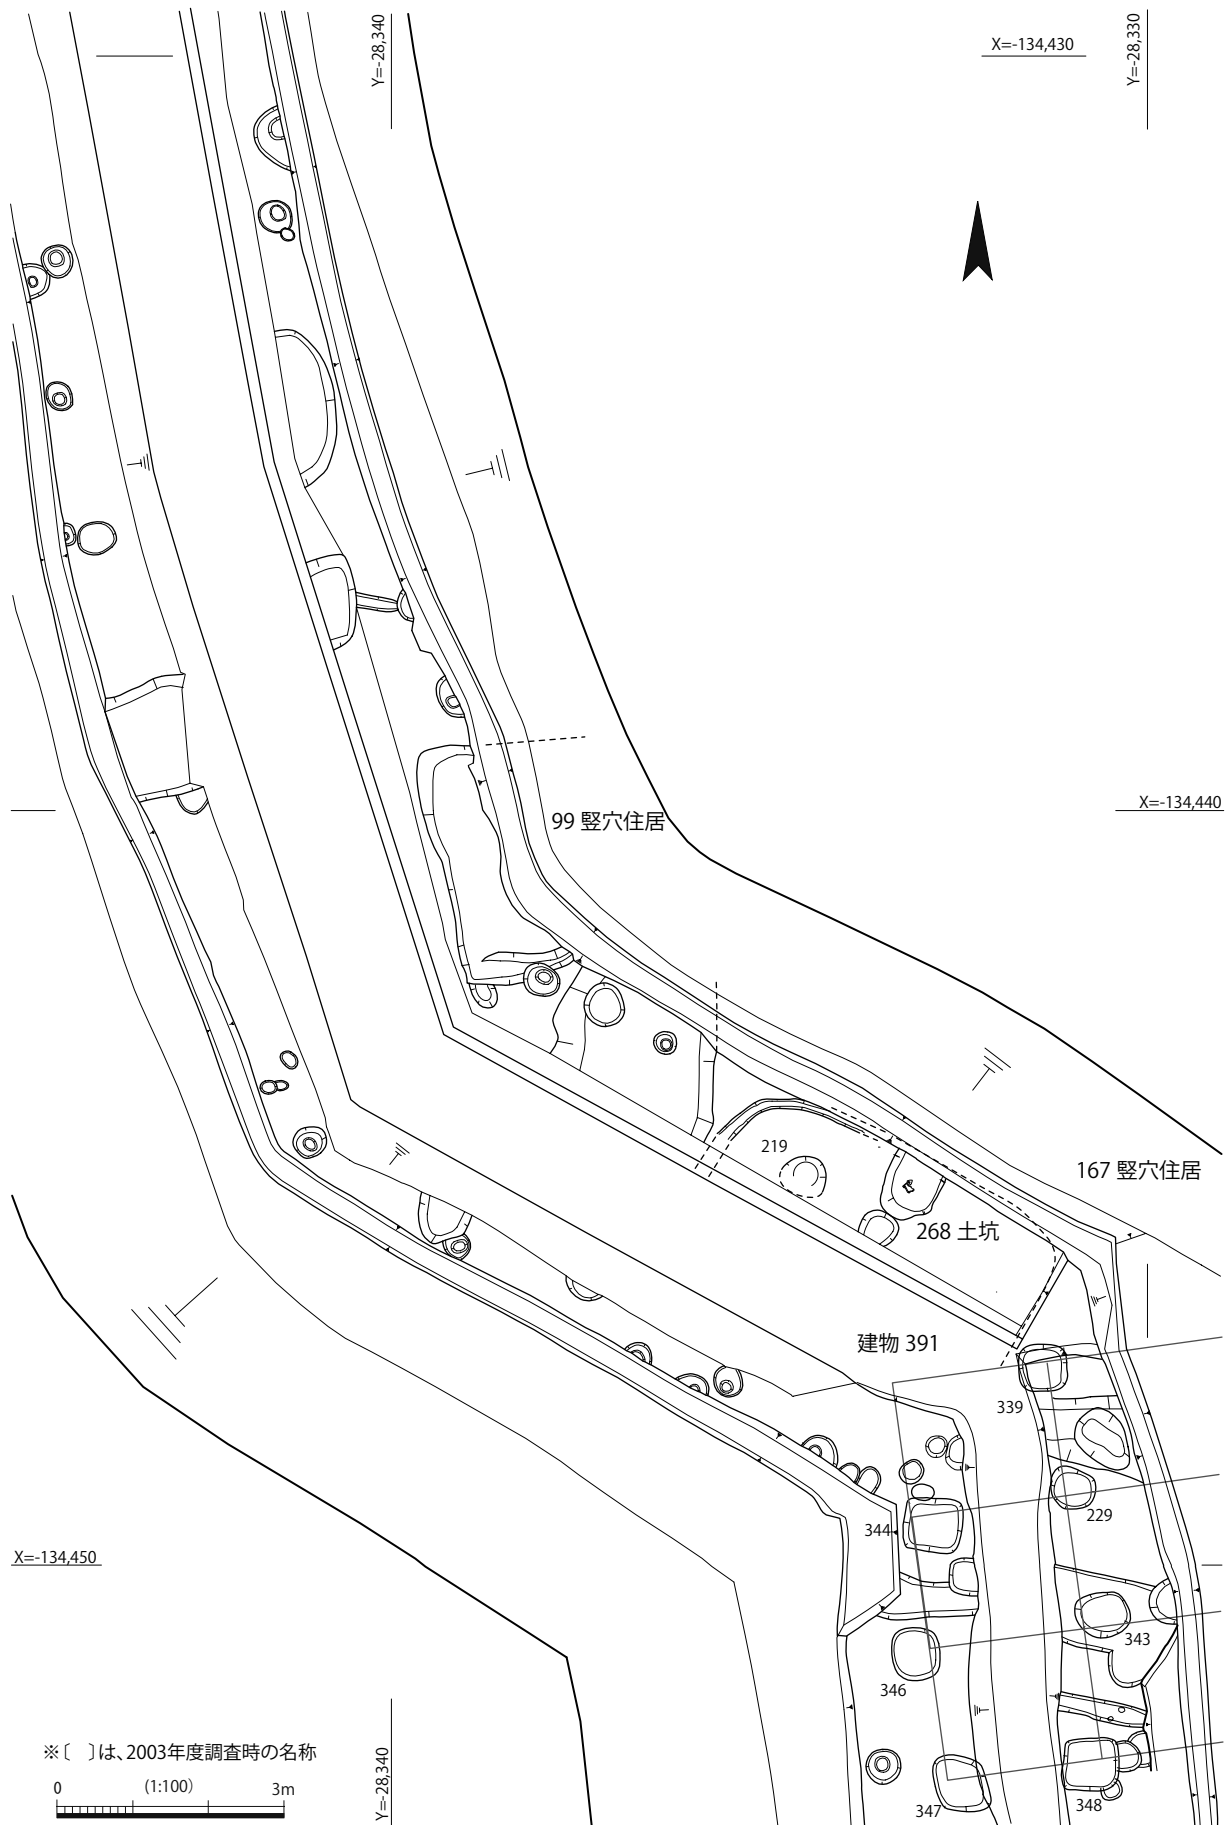 Y=-28,340
X=-134,430
Y=-28,330
X=-134,440
99 竪穴住居
219
167 竪穴住居
268 土坑
建物 391
339
229
344
X=-134,450
343
346
347
348
Y=-28,340
※〔　〕は、2003年度調査時の名称
0 (1:100) 3m